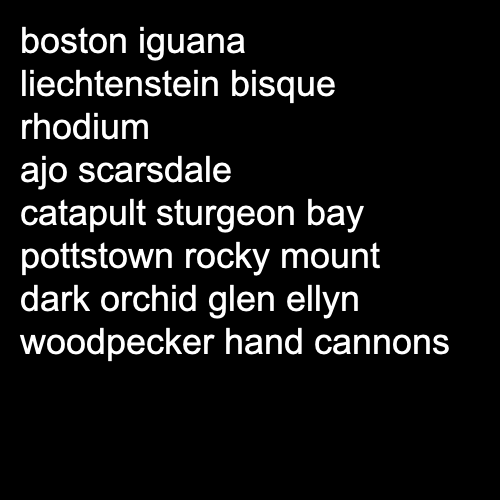 boston iguana
liechtenstein bisque
rhodium
ajo scarsdale
catapult sturgeon bay
pottstown rocky mount
dark orchid glen ellyn
woodpecker hand cannons